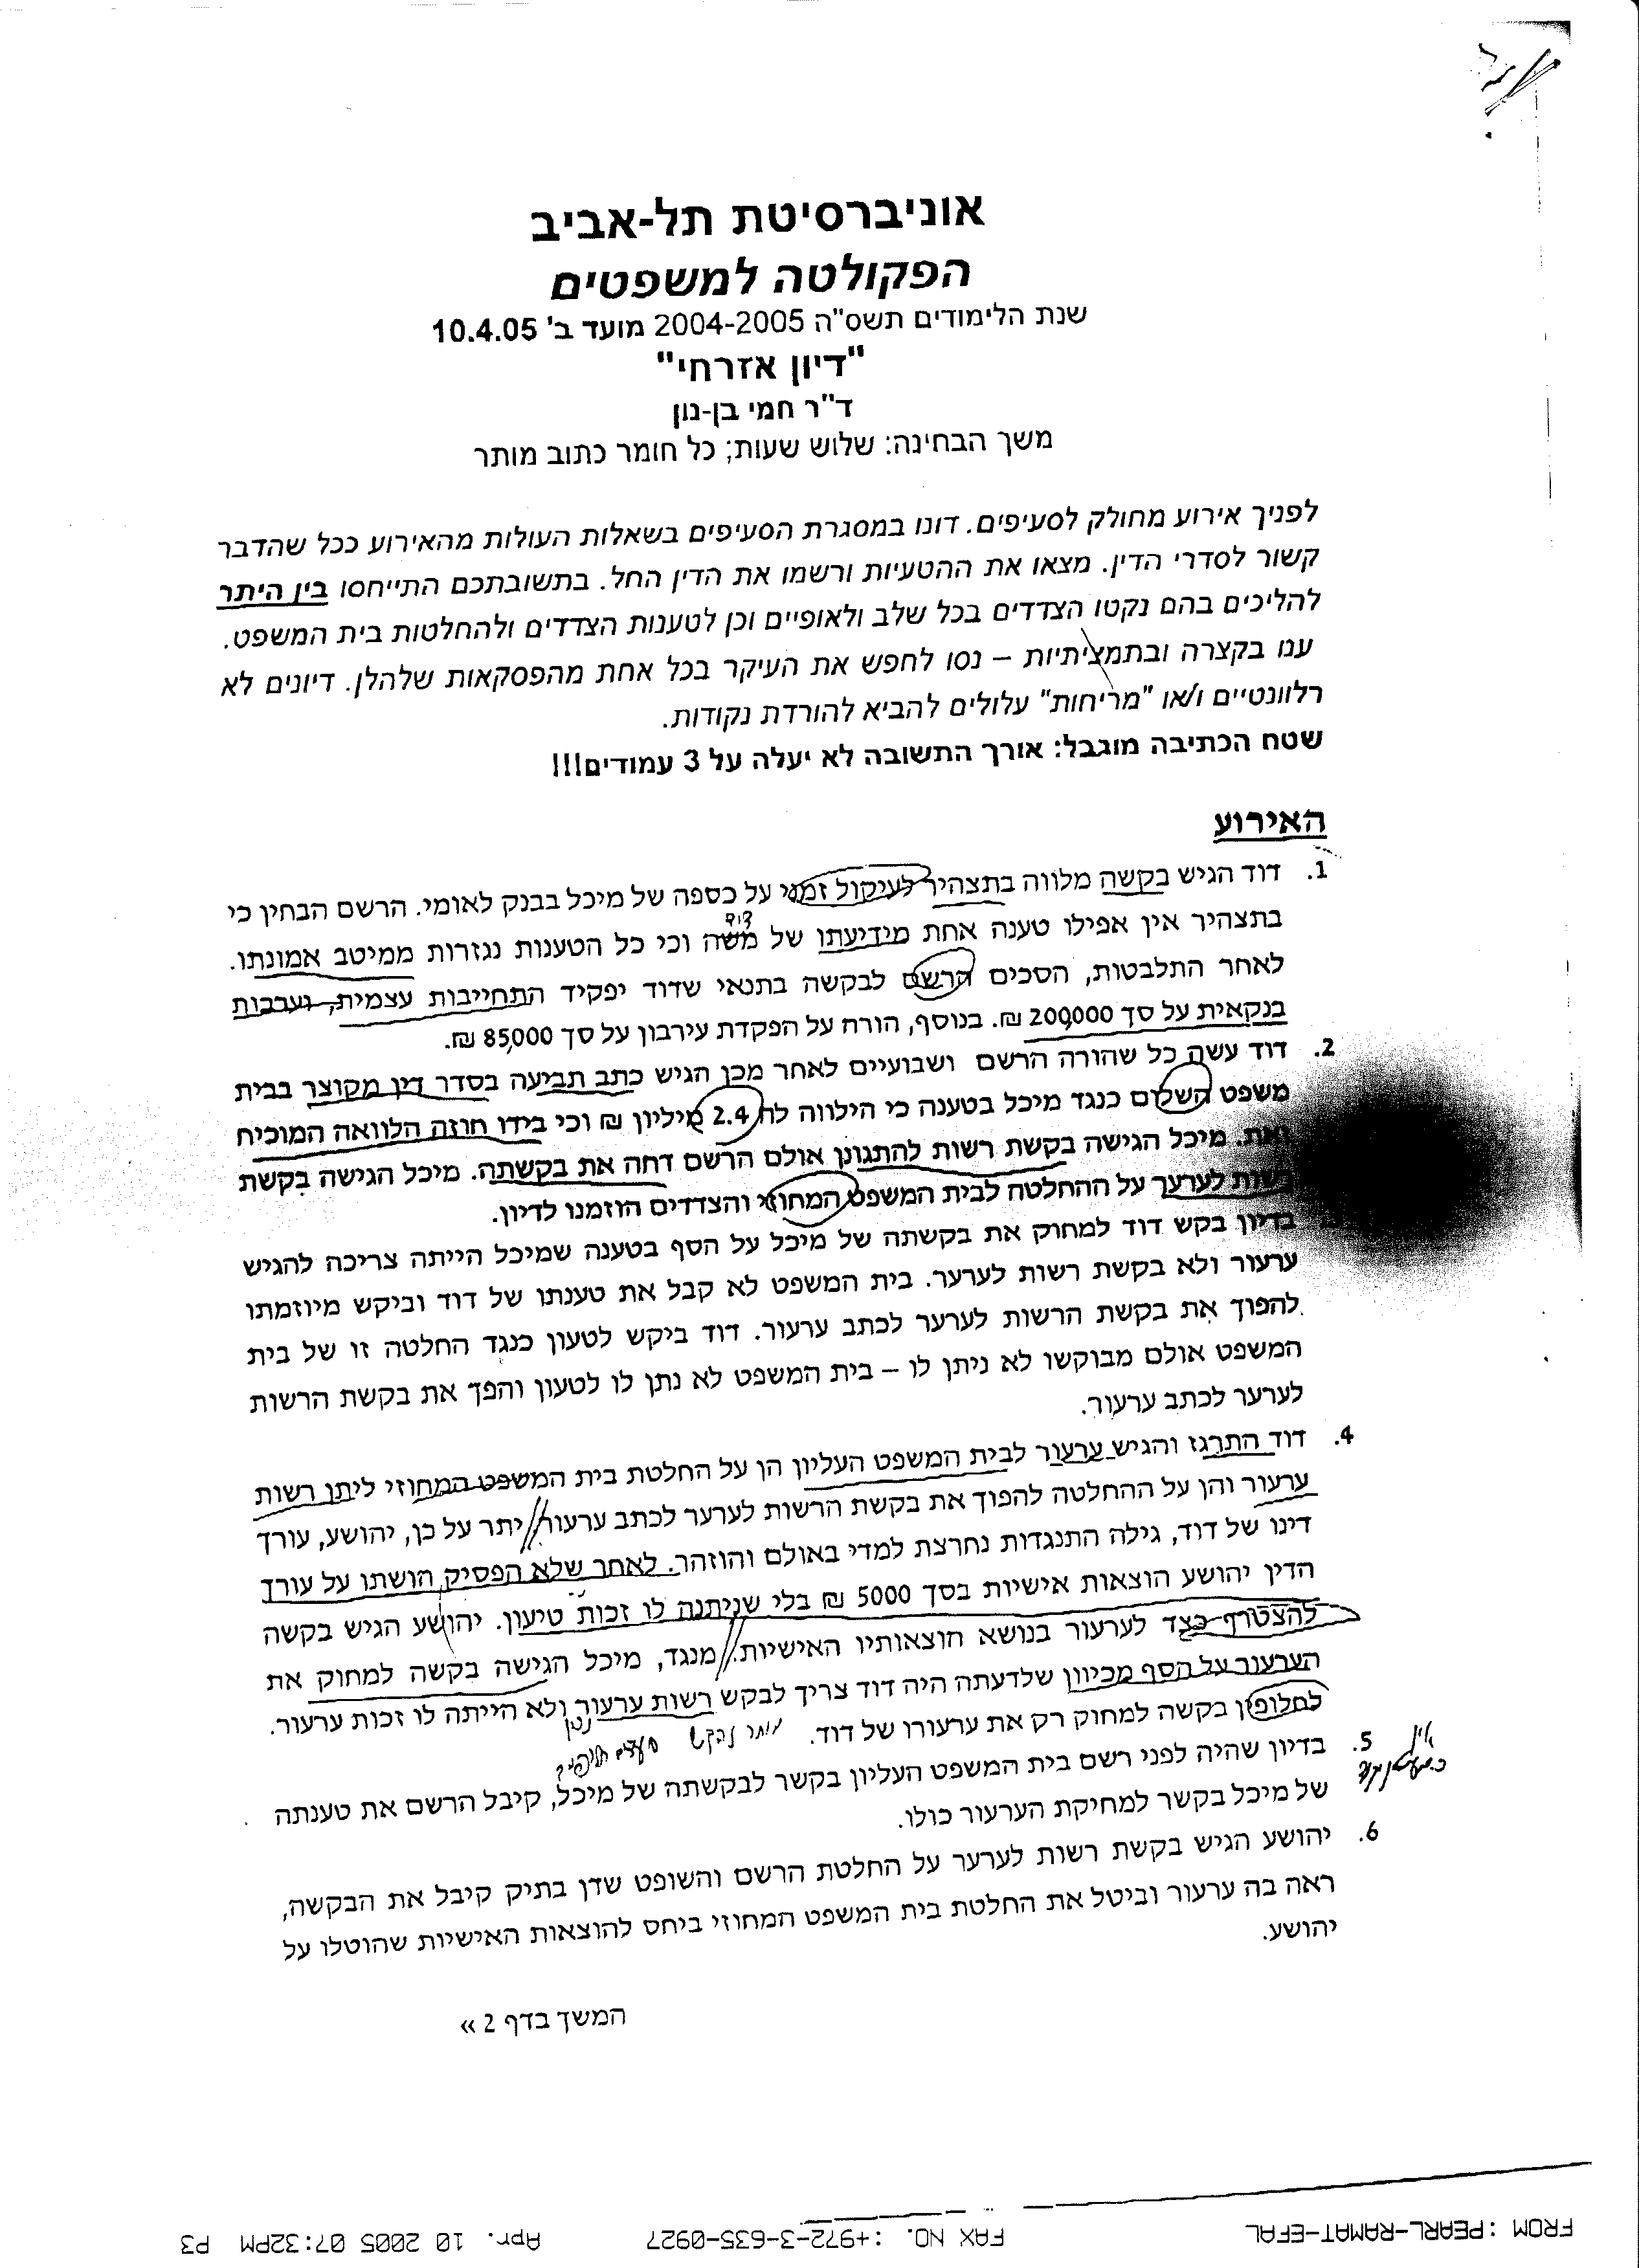 אוניברסיטת תל-אביב
הפקולטה למשפטים
שנת הלימודים תשס"ה 2004-2005 מועד ב' 10.4.05
"דיון אזרחי"
ד"ר חמי בן-נון
משך הבחינה: שלוש שעות; כל חומר כתוב מותר
לפניך אירוע מחולק לסעיפים. דונו במסגרת הסעיפים בשאלות העולות מהאירוע ככל שהדבר
קשור לסדרי הדין. מצאו את ההטעיות ורשמו את הדין החל. בתשובתכם התייחסו בין היתר
להליכים בהם נקטו הצדדים בכל שלב ולאופיים וכן לטענות הצדדים ולהחלטות בית המשפט.
ענו בקצרה ובתמציתיות – נסו לחפש את העיקר בכל אחת מהפסקאות שלהלן. דיונים לא
רלוונטיים ו/או "מריחות" עלולים להביא להורדת נקודות.
שטח הכתיבה מוגבל: אורך התשובה לא יעלה על 3 עמודים!!!
האירוע
1. דוד הגיש בקשה מלווה בתצהיר לעיקול זמני על כספה של מיכל בבנק לאומי. הרשם הבחין כי
דוד
בתצהיר אין אפילו טענה אחת מידיעתו של משה וכי כל הטענות נגזרות ממיטב אמונתו.
לאחר התלבטות, הסכים הרשם לבקשה בתנאי שדוד יפקיד התחייבות עצמית, וערבות
בנקאית על סך 200,000 ₪. בנוסף, הורה על הפקדת עירבון על סך 85,000 ₪.
2. דוד עשה כל שהורה הרשם ושבועיים לאחר מכן הגיש כתב תביעה בסדר דין מקוצר בבית
משפט השלום כנגד מיכל בטענה כי הילווה לה 2.4 מיליון ₪ וכי בידו חוזה הלוואה המוכיח
זאת. מיכל הגישה בקשת רשות להתגונן אולם הרשם דחה את בקשתה. מיכל הגישה בקשת
רשות לערער על ההחלטה לבית המשפט המחוזי והצדדים הוזמנו לדיון.
בדיון בקש דוד למחוק את בקשתה של מיכל על הסף בטענה שמיכל הייתה צריכה להגיש
ערעור ולא בקשת רשות לערער. בית המשפט לא קבל את טענתו של דוד וביקש מיוזמתו
להפוך את בקשת הרשות לערער לכתב ערעור. דוד ביקש לטעון כנגד החלטה זו של בית
המשפט אולם מבוקשו לא ניתן לו – בית המשפט לא נתן לו לטעון והפך את בקשת הרשות
לערער לכתב ערעור.
4. דוד התרגז והגיש ערעור לבית המשפט העליון הן על החלטת בית המשפט המחוזי ליתן רשות
ערעור והן על ההחלטה להפוך את בקשת הרשות לערער לכתב ערעור. יתר על כן, יהושע, עורך
דינו של דוד, גילה התנגדות נחרצת למדי באולם והוזהר. לאחר שלא הפסיק הושתו על עורך
הדין יהושע הוצאות אישיות בסך 5000 ₪ בלי שניתנה לו זכות טיעון. יהושע הגיש בקשה
להצטרף כצד לערעור בנושא חוצאותיו האישיות. מנגד, מיכל הגישה בקשה למחוק את
הערעור על הסף מכיוון שלדעתה היה דוד צריך לבקש רשות ערעור ולא הייתה לו זכות ערעור.
לחלופין בקשה למחוק רק את ערעורו של דוד.
5. בדיון שהיה לפני רשם בית המשפט העליון בקשר לבקשתה של מיכל, קיבל הרשם את טענתה
של מיכל בקשר למחיקת הערעור כולו.
6. יהושע הגיש בקשת רשות לערער על החלטת הרשם והשופט שדן בתיק קיבל את הבקשה,
ראה בה ערעור וביטל את החלטת בית המשפט המחוזי ביחס להוצאות האישיות שהוטלו על
יהושע.
המשך בדף 2 »
FROM : PEARL-RAMAT-EFAL FAX NO. : +972-3-635-0927 Apr. 10 2005 07:32PM P3